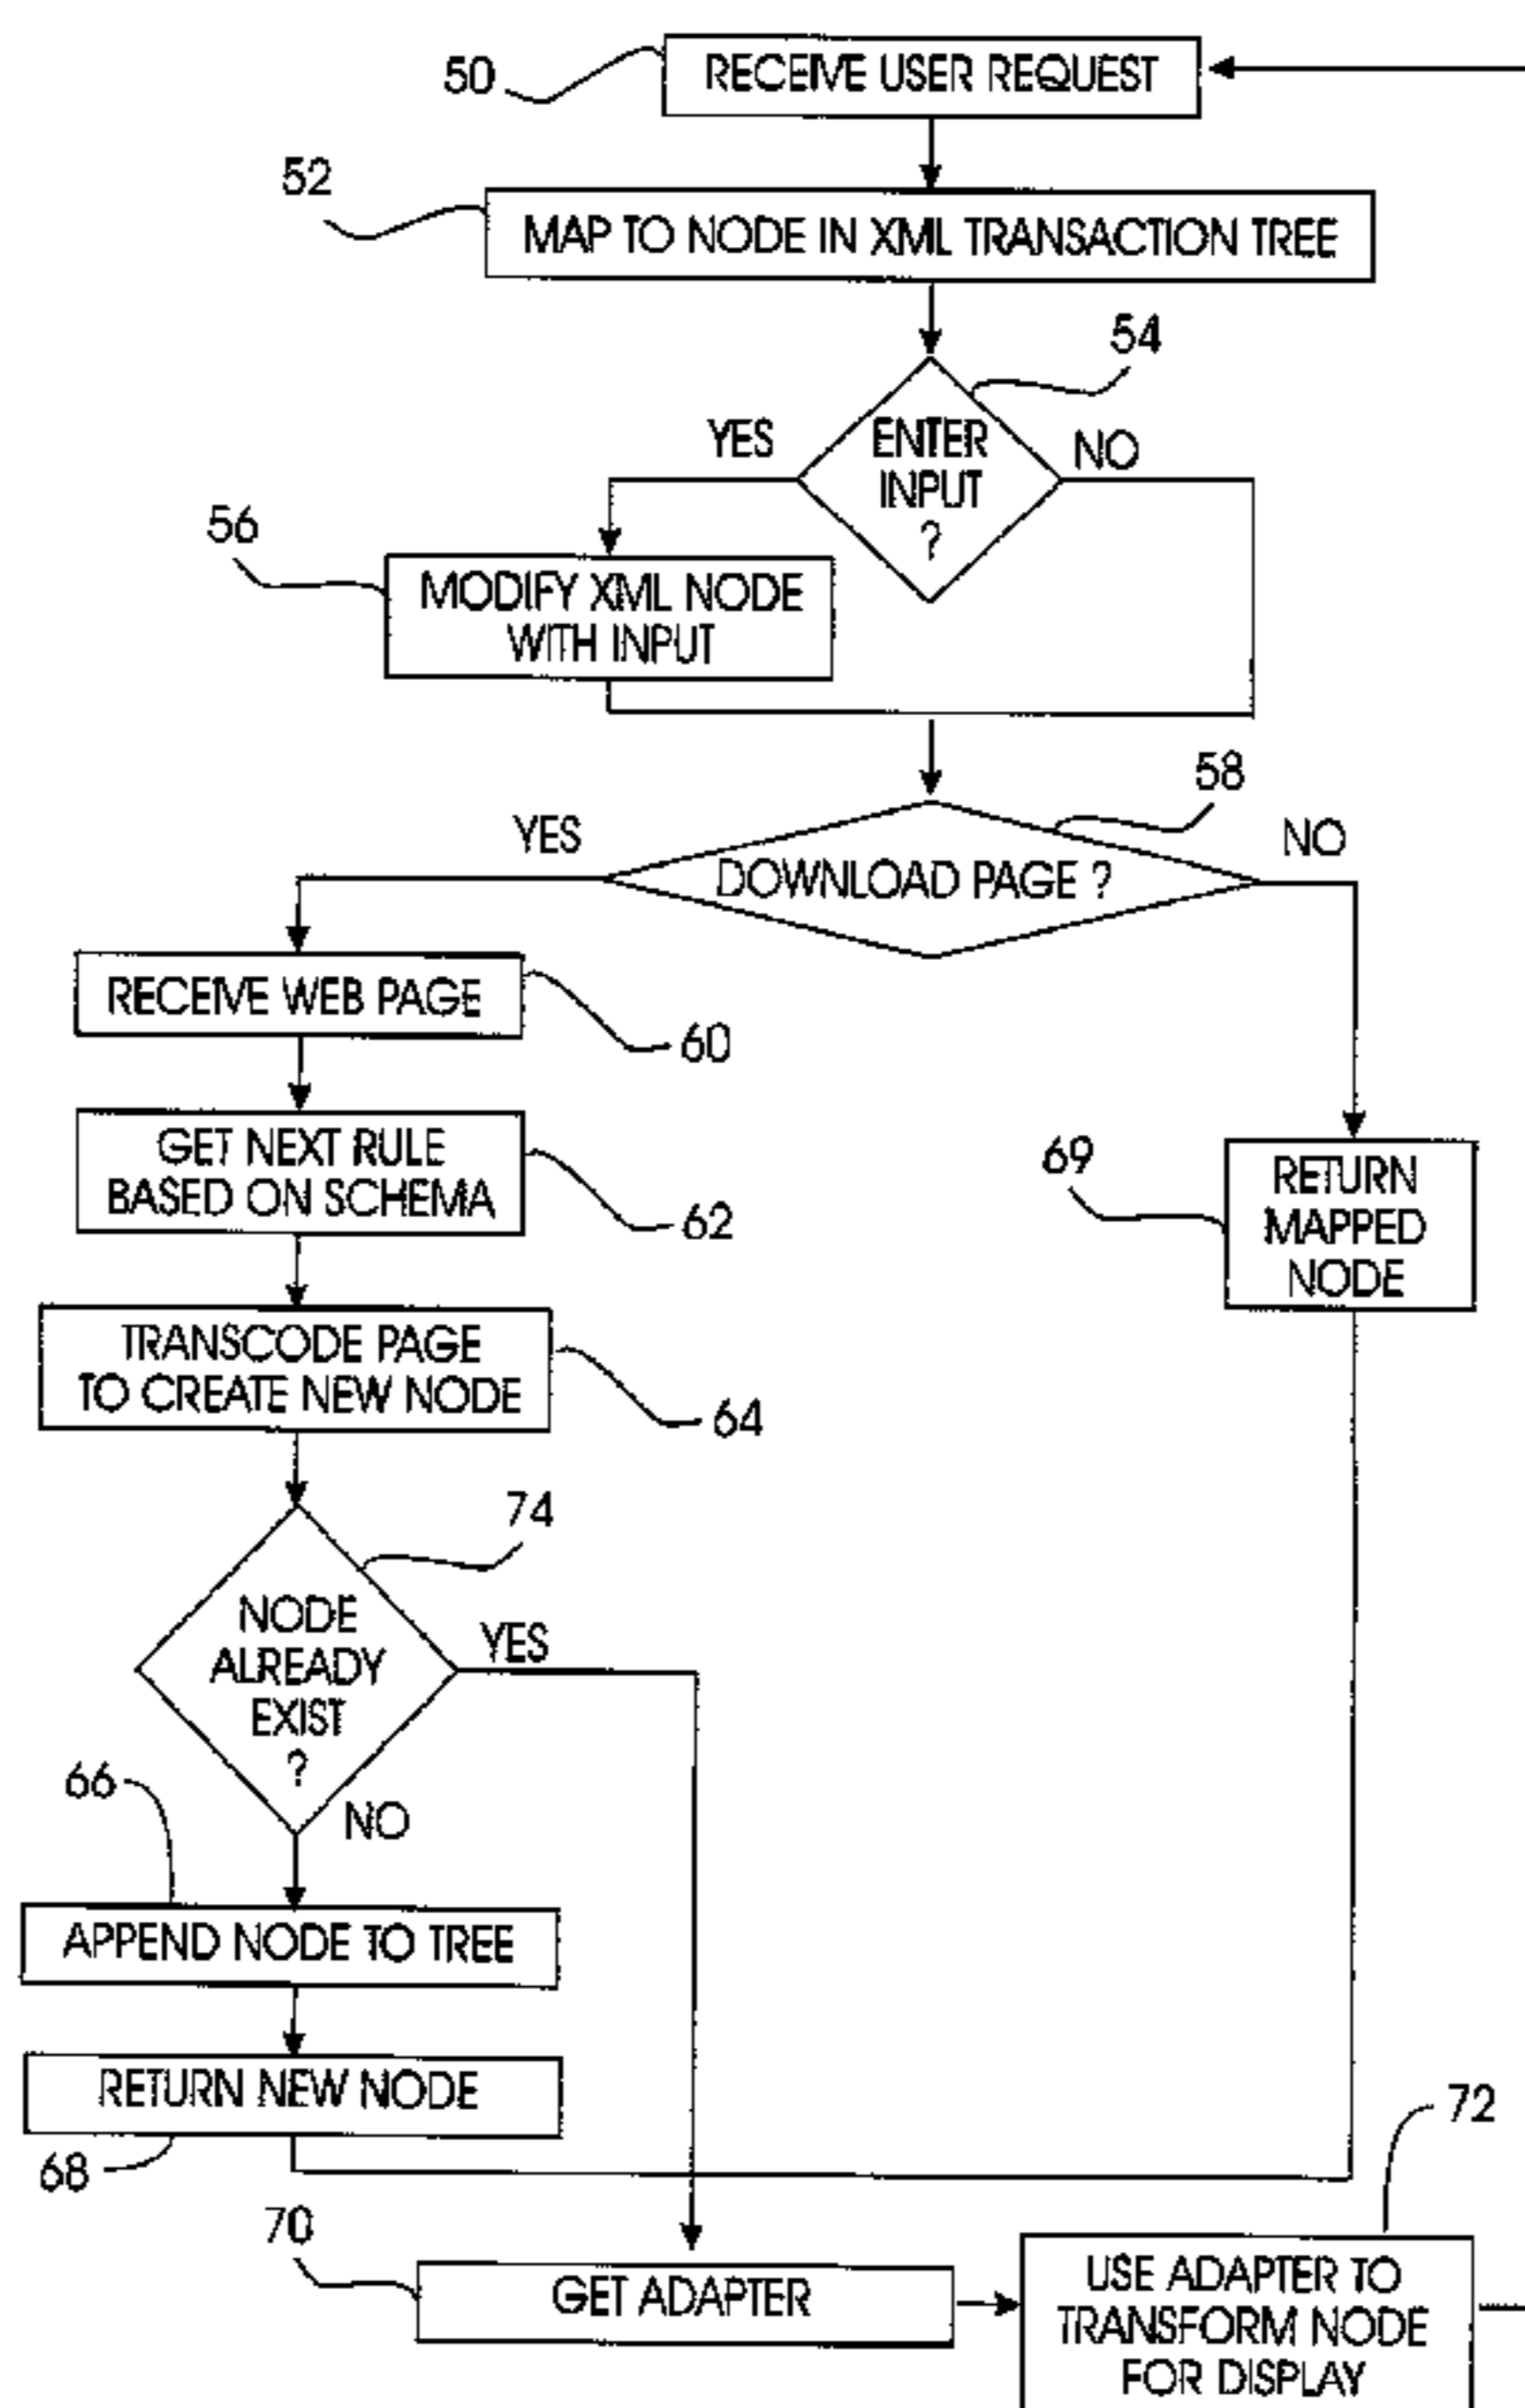 50
RECEIVE USER REQUEST
52
MAP TO NODE IN XML TRANSACTION TREE
54
YES
ENTER
INPUT
?
NO
56
MODIFY XML NODE
WITH INPUT
58
YES
DOWNLOAD PAGE ?
NO
RECEIVE WEB PAGE
60
GET NEXT RULE
BASED ON SCHEMA
62
69
RETURN
MAPPED
NODE
TRANSCODE PAGE
TO CREATE NEW NODE
64
74
NODE
ALREADY
EXIST
?
YES
NO
66
APPEND NODE TO TREE
RETURN NEW NODE
68
72
70
GET ADAPTER
USE ADAPTER TO
TRANSFORM NODE
FOR DISPLAY